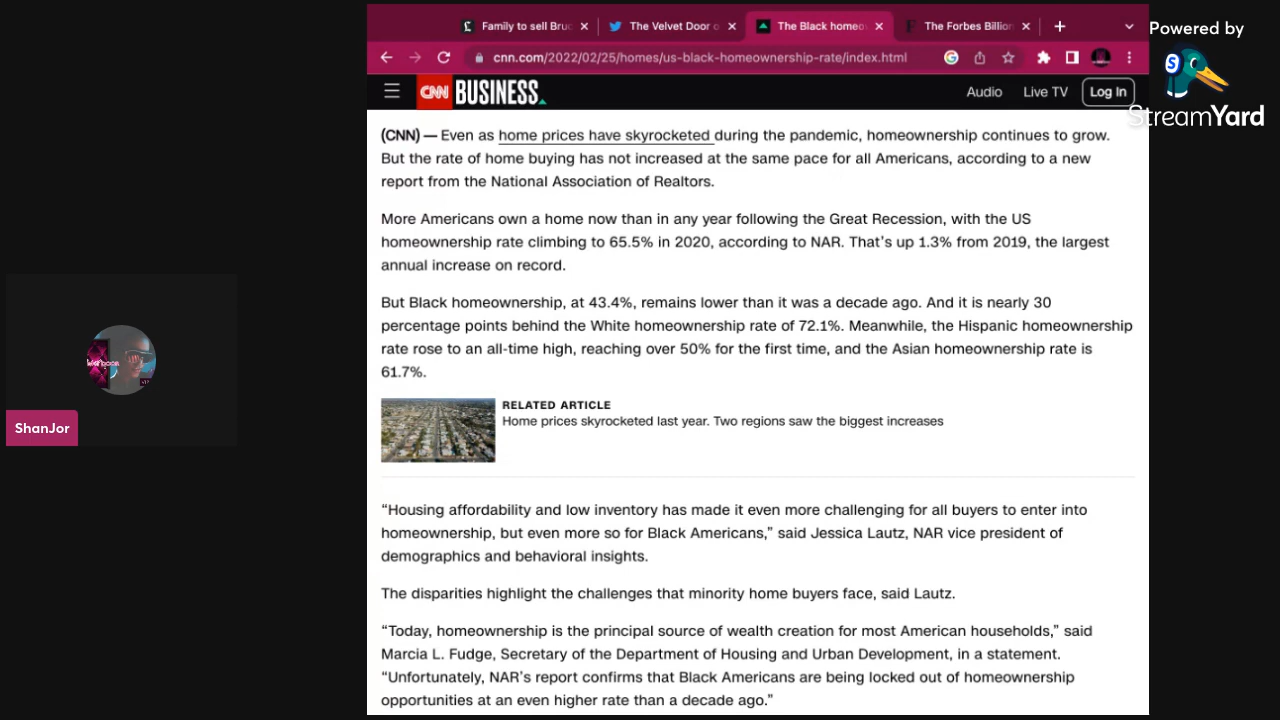 Family to sell Bru
The Velvet Door o
The Black homeo
The Forbes Billion
cnn.com/2022/02/25/homes/us-black-homeownership-rate/index.html
Powered by
StreamYard
CNN BUSINESS
Audio
Live TV
Log In
(CNN) — Even as home prices have skyrocketed during the pandemic, homeownership continues to grow.
But the rate of home buying has not increased at the same pace for all Americans, according to a new
report from the National Association of Realtors.
More Americans own a home now than in any year following the Great Recession, with the US
homeownership rate climbing to 65.5% in 2020, according to NAR. That's up 1.3% from 2019, the largest
annual increase on record.
But Black homeownership, at 43.4%, remains lower than it was a decade ago. And it is nearly 30
percentage points behind the White homeownership rate of 72.1%. Meanwhile, the Hispanic homeownership
rate rose to an all-time high, reaching over 50% for the first time, and the Asian homeownership rate is
61.7%.
RELATED ARTICLE
Home prices skyrocketed last year. Two regions saw the biggest increases
ShanJor
“Housing affordability and low inventory has made it even more challenging for all buyers to enter into
homeownership, but even more so for Black Americans,” said Jessica Lautz, NAR vice president of
demographics and behavioral insights.
The disparities highlight the challenges that minority home buyers face, said Lautz.
“Today, homeownership is the principal source of wealth creation for most American households,” said
Marcia L. Fudge, Secretary of the Department of Housing and Urban Development, in a statement.
“Unfortunately, NAR's report confirms that Black Americans are being locked out of homeownership
opportunities at an even higher rate than a decade ago.”